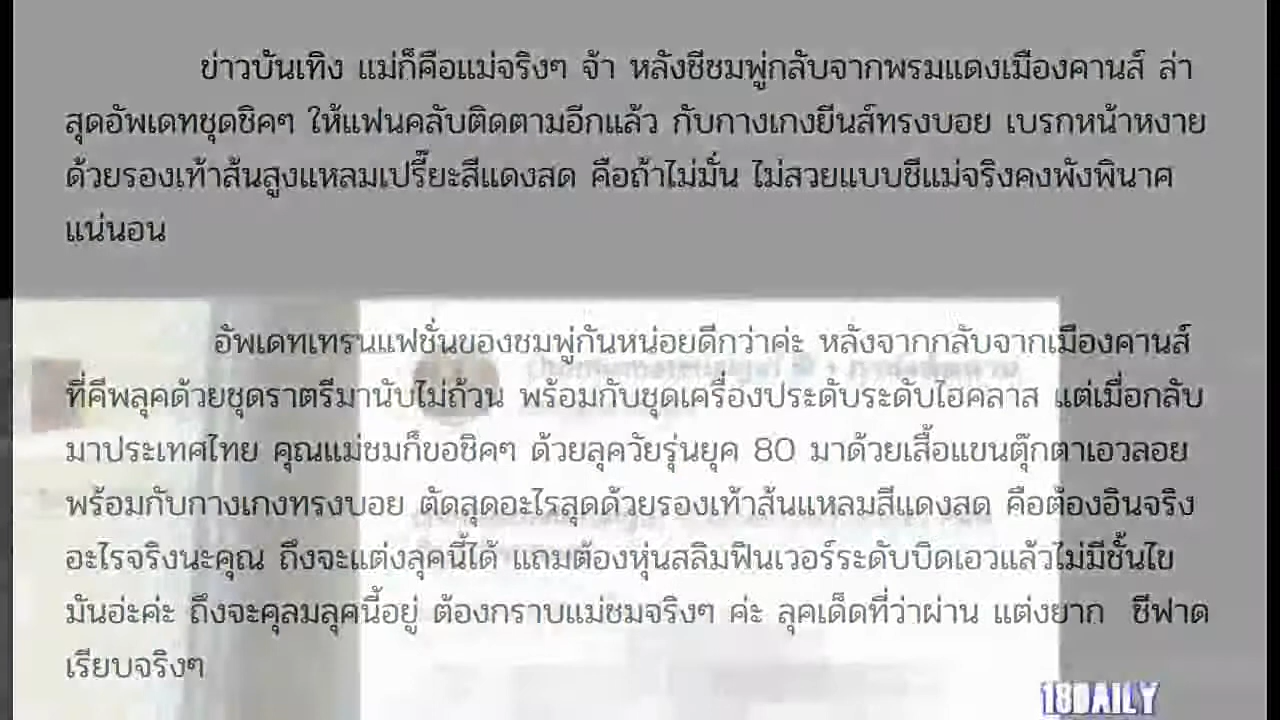 ข่าวบันเทิง แม่ก็คือแม่จริงๆ จ้า หลังชีชมพู่กลับจากพรมแดงเมืองคานส์ ล่า
สุดอัพเดทชุดชิคๆ ให้แฟนคลับติดตามอีกแล้ว กับกางเกงยีนส์ทรงบอย เบรกหน้าหงาย
ด้วยรองเท้าส้นสูงแหลมเปรี๊ยะสีแดงสด คือถ้าไม่มั่น ไม่สวยแบบชีแม่จริงคงพังพินาศ
แน่นอน
อัพเดทเทรนแฟชั่นของชมพู่กันหน่อยดีกว่าค่ะ หลังจากกลับจากเมืองคานส์
ที่คีพลุคด้วยชุดราตรีมานับไม่ถ้วน พร้อมกับชุดเครื่องประดับระดับไฮคลาส แต่เมื่อกลับ
มาประเทศไทย คุณแม่ชมก็ขอชิคๆ ด้วยลุควัยรุ่นยุค 80 มาด้วยเสื้อแขนตุ๊กตาเอวลอย
พร้อมกับกางเกงทรงบอย ตัดสุดอะไรสุดด้วยรองเท้าส้นแหลมสีแดงสด คือต้องอินจริง
อะไรจริงนะคุณ ถึงจะแต่งลุคนี้ได้ แถมต้องหุ่นสลิมฟินเวอร์ระดับบิดเอวแล้วไม่มีชั้นไข
มันอ่ะค่ะ ถึงจะคุลมลุคนี้อยู่ ต้องกราบแม่ชมจริงๆ ค่ะ ลุคเด็ดที่ว่าผ่าน แต่งยาก ชีฟาด
เรียบจริงๆ
18DAILY